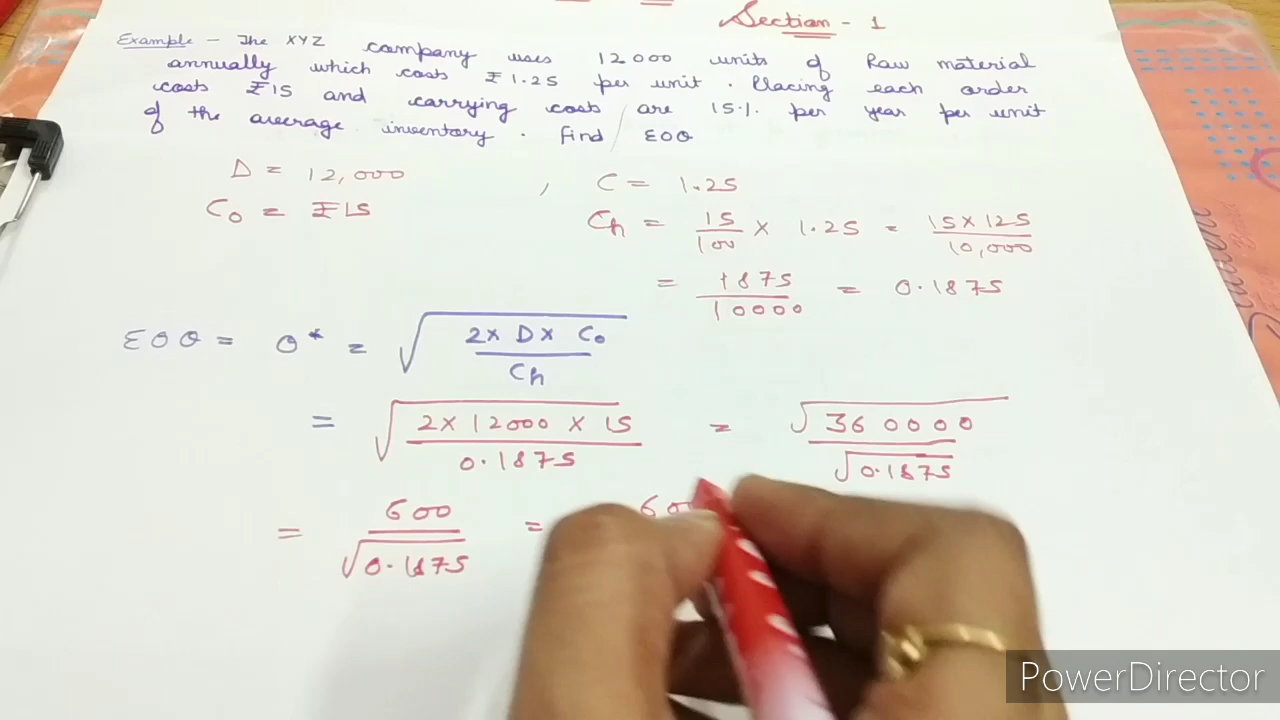 Section - 1
Example - The XYZ company uses 12000 units of Raw material
annually which costs ₹1.25 per unit. Placing each order
costs ₹15 and carrying costs are 15% per year per unit
of the average inventory. Find EOQ
D = 12,000 , C = 1.25
Co = ₹15
Ch = 15/100 × 1.25 = 15×125/10,000
= 1875/10000 = 0.1875
EOQ = Q* = √(2× D× Co/Ch)
= √(2×12000×15/0.1875) = √360000/√0.1875
= 600/√0.1875 = 600
PowerDirector